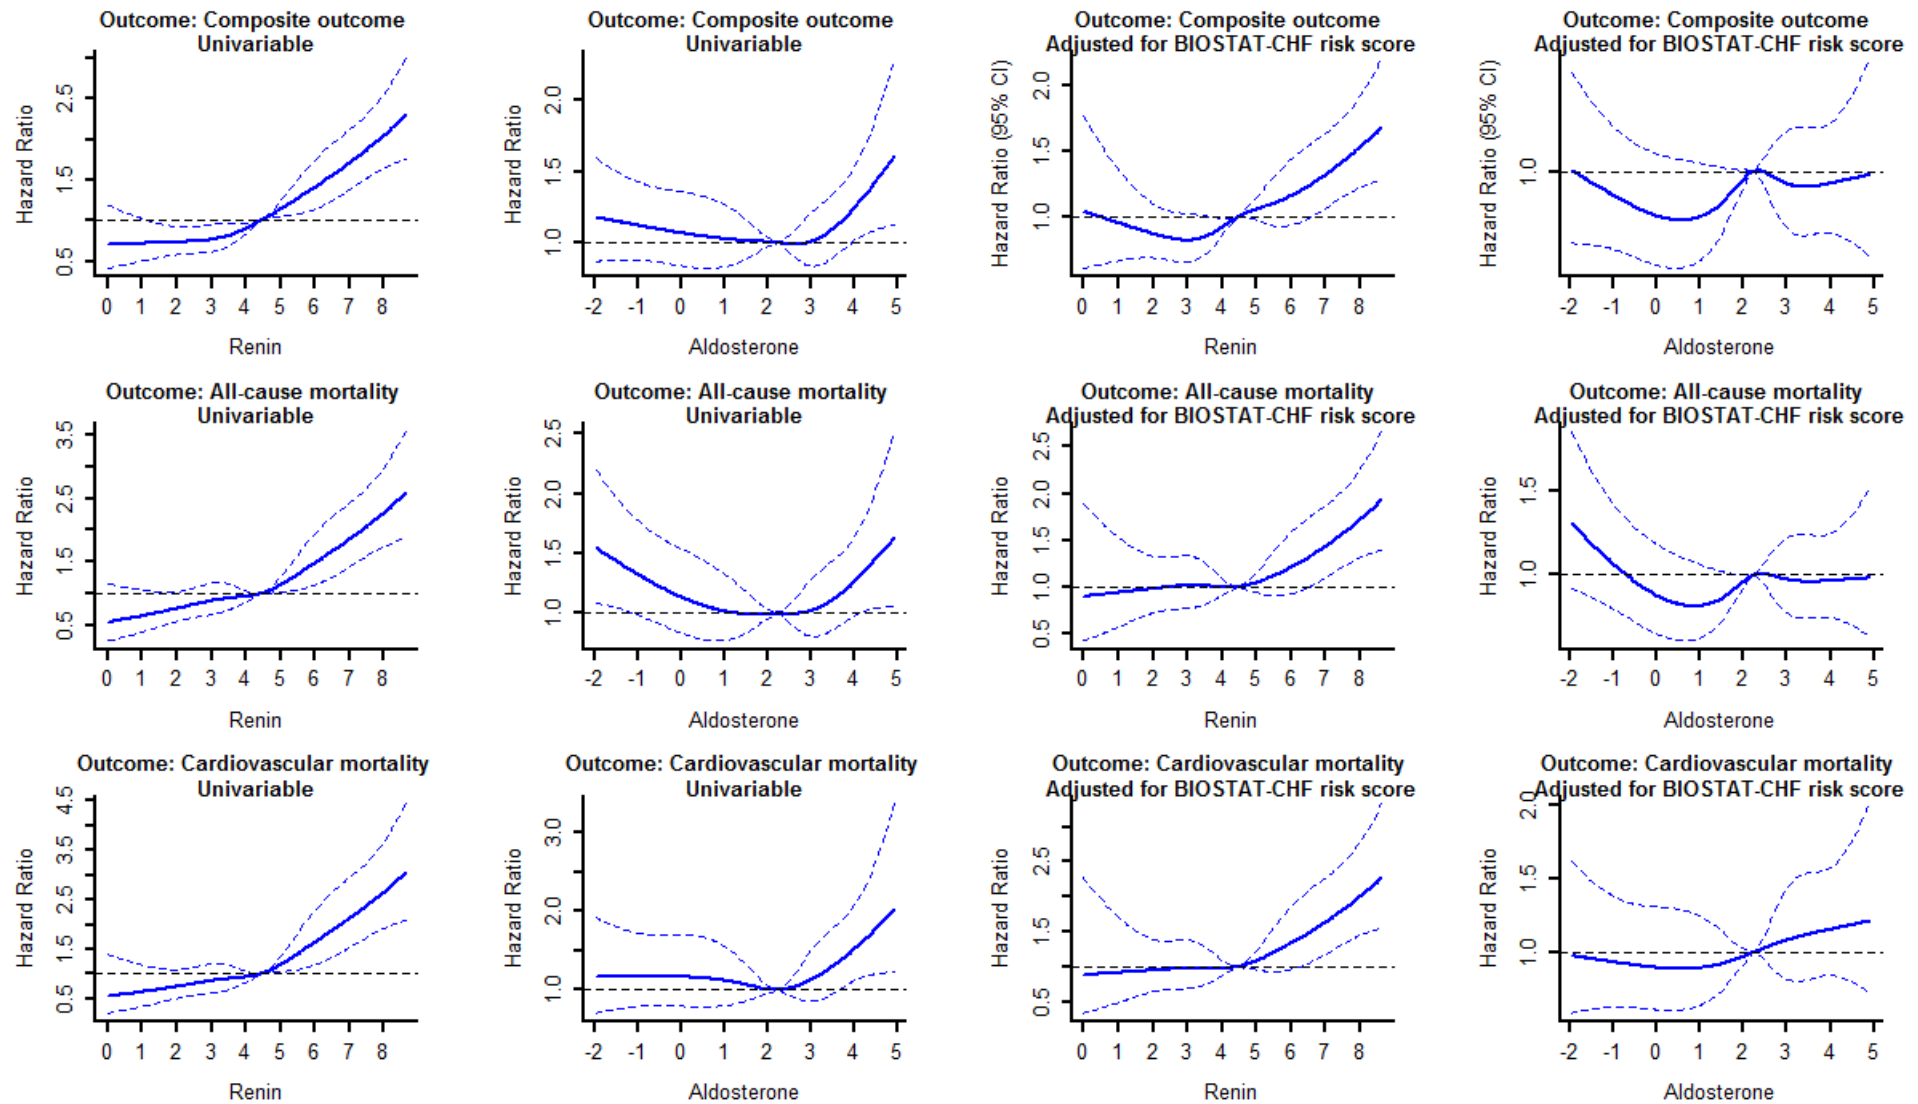 Outcome: Composite outcome
Univariable
Hazard Ratio
0.5 1.5 2.5
0 1 2 3 4 5 6 7 8
Renin
Outcome: Composite outcome
Univariable
Hazard Ratio
1.0 1.5 2.0
-2 -1 0 1 2 3 4 5
Aldosterone
Outcome: Composite outcome
Adjusted for BIOSTAT-CHF risk score
Hazard Ratio (95% CI)
1.0 1.5 2.0
0 1 2 3 4 5 6 7 8
Renin
Outcome: Composite outcome
Adjusted for BIOSTAT-CHF risk score
Hazard Ratio (95% CI)
1.0
-2 -1 0 1 2 3 4 5
Aldosterone
Outcome: All-cause mortality
Univariable
Hazard Ratio
0.5 1.5 2.5 3.5
0 1 2 3 4 5 6 7 8
Renin
Outcome: All-cause mortality
Univariable
Hazard Ratio
1.0 1.5 2.0 2.5
-2 -1 0 1 2 3 4 5
Aldosterone
Outcome: All-cause mortality
Adjusted for BIOSTAT-CHF risk score
Hazard Ratio
0.5 1.0 1.5 2.0 2.5
0 1 2 3 4 5 6 7 8
Renin
Outcome: All-cause mortality
Adjusted for BIOSTAT-CHF risk score
Hazard Ratio
1.0 1.5
-2 -1 0 1 2 3 4 5
Aldosterone
Outcome: Cardiovascular mortality
Univariable
Hazard Ratio
0.5 1.5 2.5 3.5 4.5
0 1 2 3 4 5 6 7 8
Renin
Outcome: Cardiovascular mortality
Univariable
Hazard Ratio
1.0 2.0 3.0
-2 -1 0 1 2 3 4 5
Aldosterone
Outcome: Cardiovascular mortality
Adjusted for BIOSTAT-CHF risk score
Hazard Ratio
0.5 1.5 2.5
0 1 2 3 4 5 6 7 8
Renin
Outcome: Cardiovascular mortality
Adjusted for BIOSTAT-CHF risk score
Hazard Ratio
1.0 1.5 2.0
-2 -1 0 1 2 3 4 5
Aldosterone